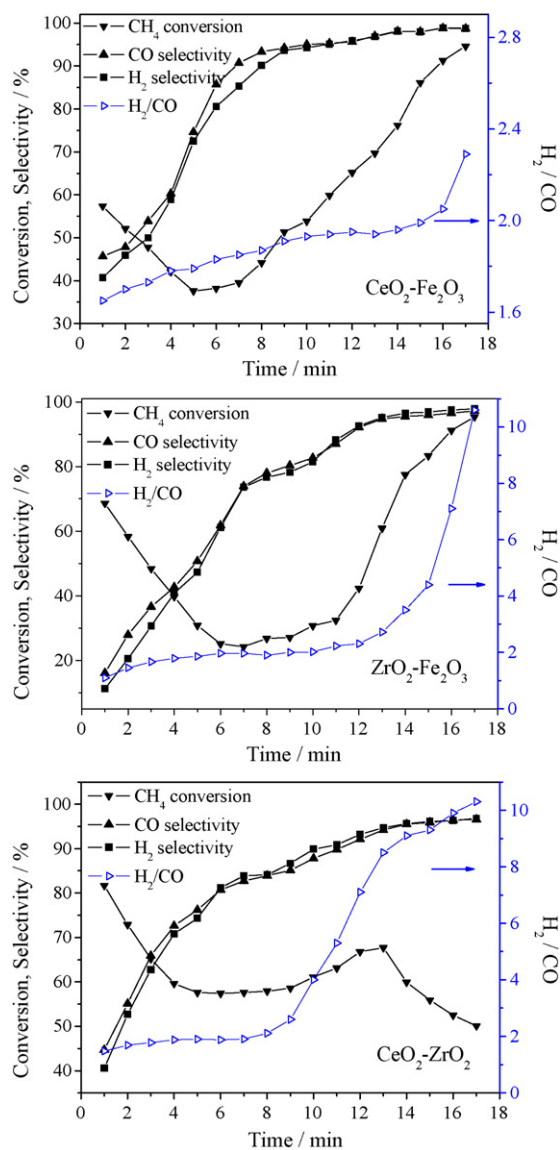 100
90
80
70
60
50
40
30
Conversion, Selectivity / %
CH4 conversion
CO selectivity
H2 selectivity
H2/CO
2.8
2.4
2.0
1.6
H2 / CO
CeO2-Fe2O3
0 2 4 6 8 10 12 14 16 18
Time / min
100
80
60
40
20
Conversion, Selectivity / %
CH4 conversion
CO selectivity
H2 selectivity
H2/CO
10
8
6
4
2
0
H2 / CO
ZrO2-Fe2O3
0 2 4 6 8 10 12 14 16 18
Time / min
100
90
80
70
60
50
40
Conversion, Selectivity / %
CH4 conversion
CO selectivity
H2 selectivity
H2/CO
10
8
6
4
2
0
H2 / CO
CeO2-ZrO2
0 2 4 6 8 10 12 14 16 18
Time / min